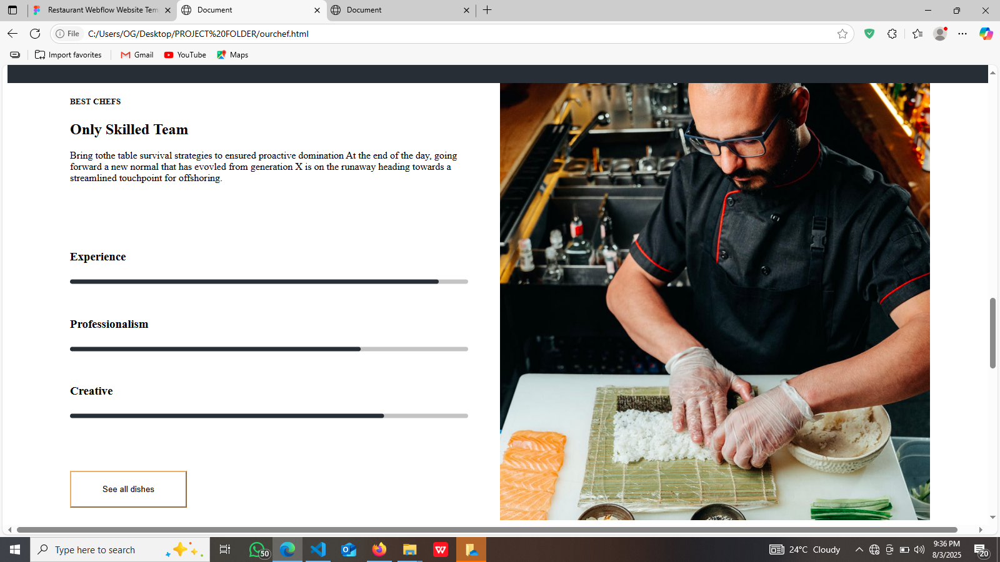 Restaurant Webflow Website Tem
Document
Document
File
C:/Users/OG/Desktop/PROJECT%20FOLDER/ourchef.html
Import favorites
Gmail
YouTube
Maps
BEST CHEFS
Only Skilled Team
Bring tothe table survival strategies to ensured proactive domination At the end of the day, going
forward a new normal that has evovled from generation X is on the runaway heading towards a
streamlined touchpoint for offshoring.
Experience
Professionalism
Creative
See all dishes
Type here to search
50
24°C Cloudy
9:36 PM
8/3/2025
20